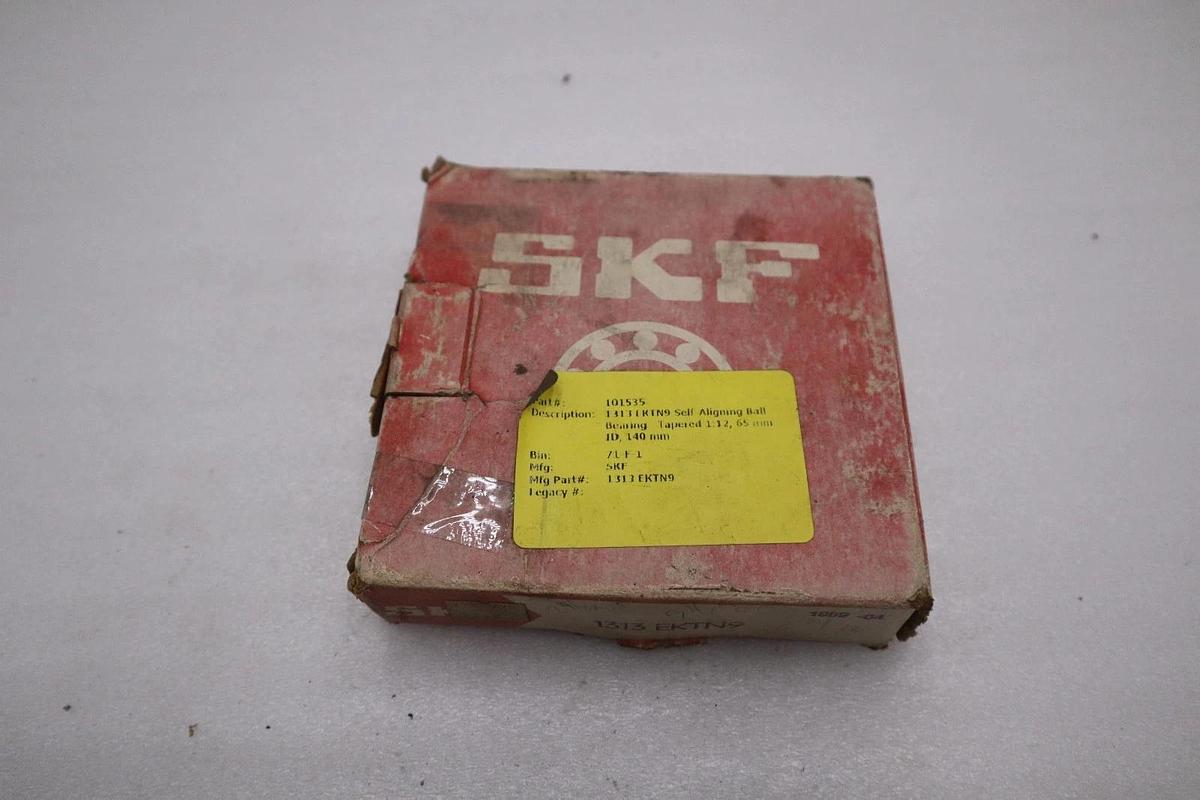 SKF
Part#: 101535
Description: 1313 EKTN9 Self Aligning Ball
Bearing Tapered 1:12, 65 mm
ID, 140 mm
Bin:
Mfg: SKF
Mfg Part#: 1313 EKTN9
Legacy #:
1313 EKTN9